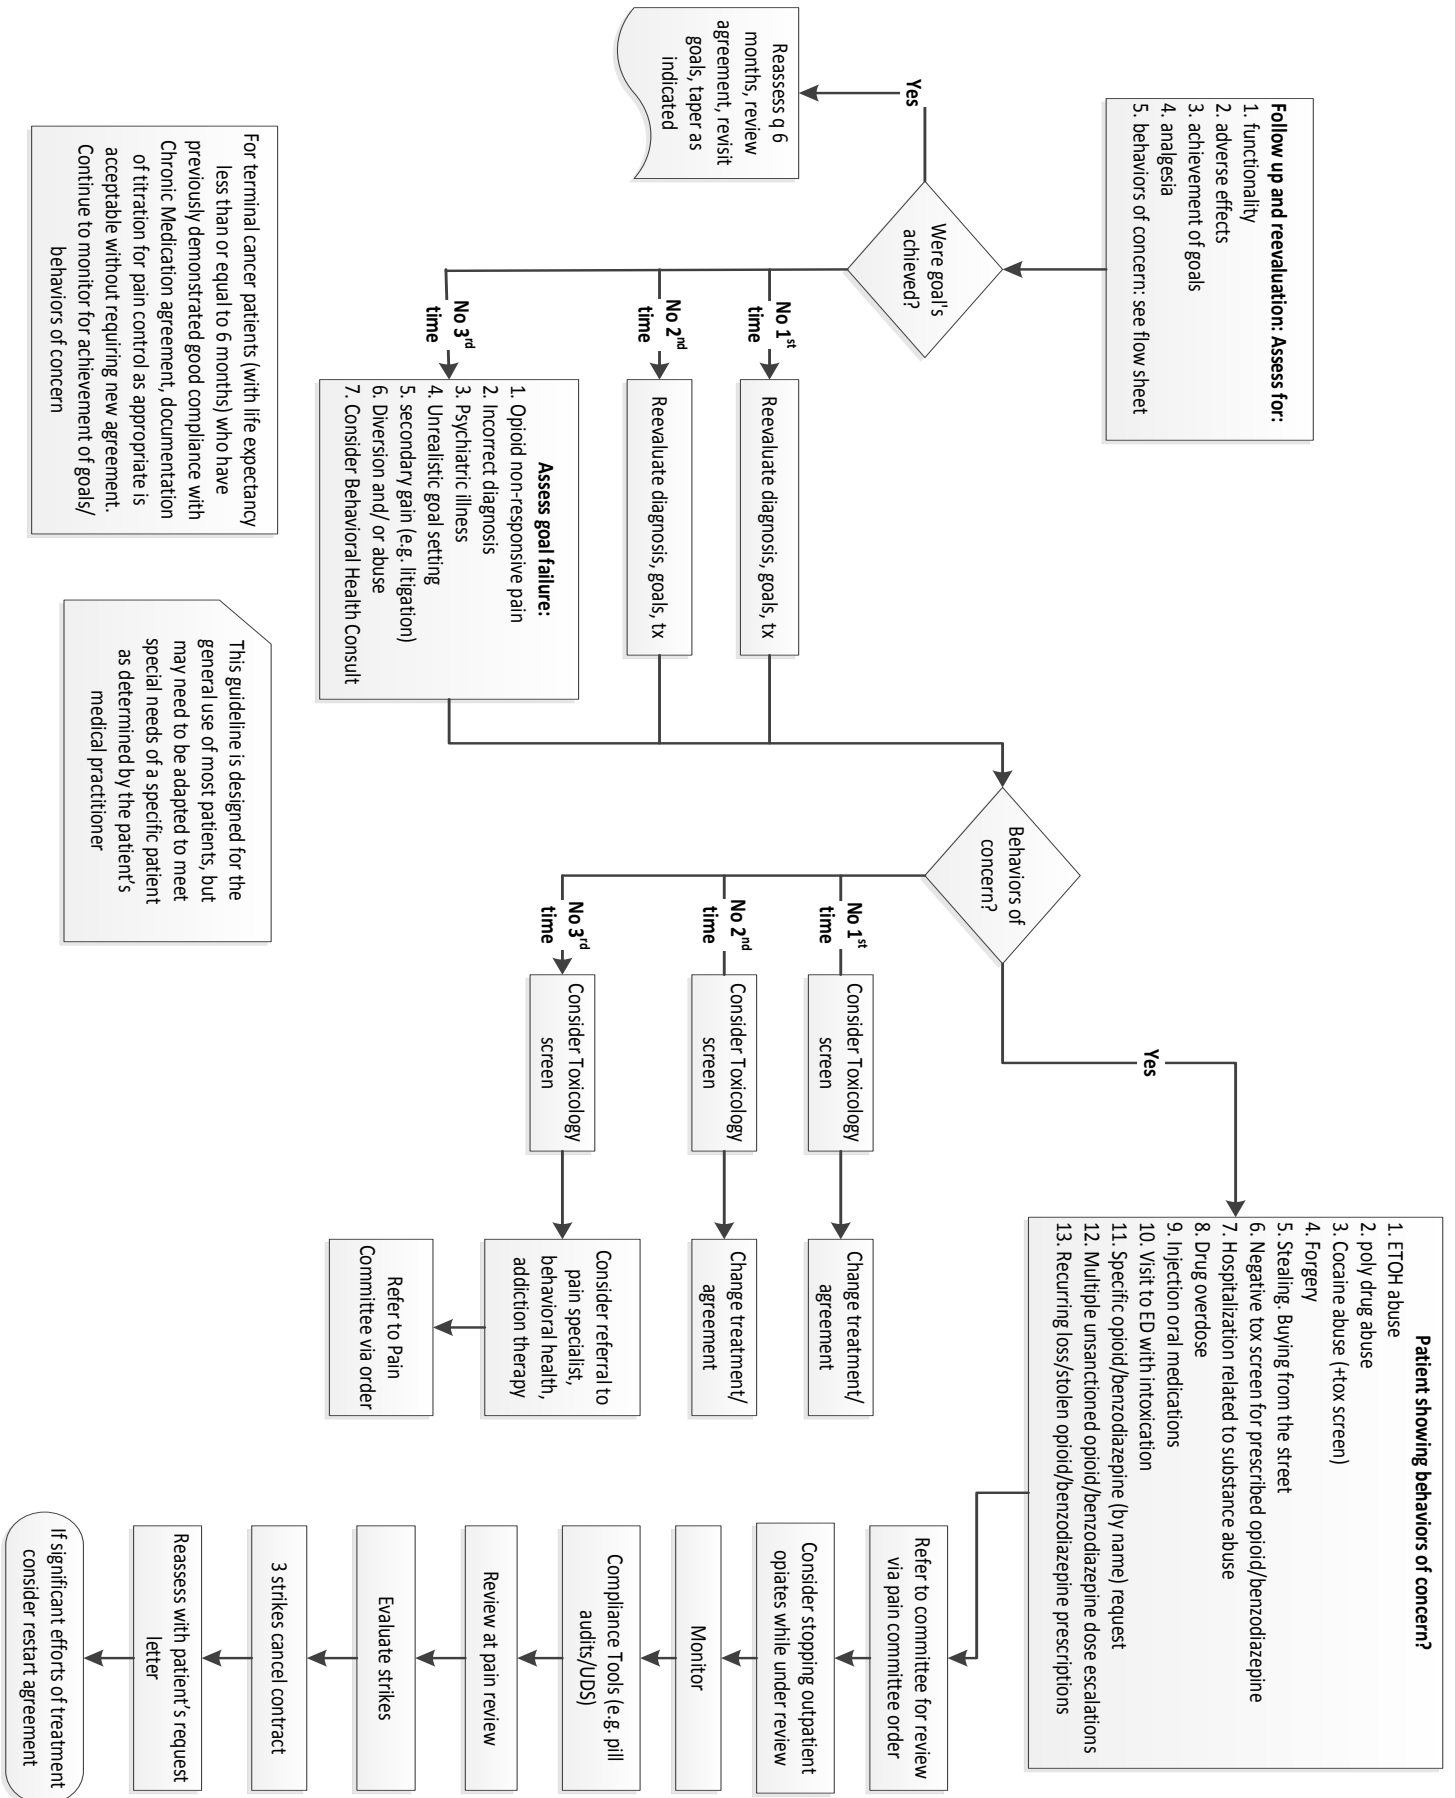 Follow up and reevaluation: Assess for:
1. functionality
2. adverse effects
3. achievement of goals
4. analgesia
5. behaviors of concern: see flow sheet
Were goal's
achieved?
Yes
Reassess q 6
months, review
agreement, revisit
goals, taper as
indicated
No 1st
time
Reevaluate diagnosis, goals, tx
No 2nd
time
Reevaluate diagnosis, goals, tx
No 3rd
time
Assess goal failure:
1. Opioid non-responsive pain
2. Incorrect diagnosis
3. Psychiatric illness
4. Unrealistic goal setting
5. secondary gain (e.g. litigation)
6. Diversion and/ or abuse
7. Consider Behavioral Health Consult
Behaviors of
concern?
Yes
Patient showing behaviors of concern?
1. ETOH abuse
2. poly drug abuse
3. Cocaine abuse (+tox screen)
4. Forgery
5. Stealing. Buying from the street
6. Negative tox screen for prescribed opioid/benzodiazepine
7. Hospitalization related to substance abuse
8. Drug overdose
9. Injection oral medications
10. Visit to ED with intoxication
11. Specific opioid/benzodiazepine (by name) request
12. Multiple unsanctioned opioid/benzodiazepine dose escalations
13. Recurring loss/stolen opioid/benzodiazepine prescriptions
No 1st
time
Consider Toxicology
screen
Change treatment/
agreement
No 2nd
time
Consider Toxicology
screen
Change treatment/
agreement
No 3rd
time
Consider Toxicology
screen
Consider referral to
pain specialist,
behavioral health,
addiction therapy
Refer to Pain
Committee via order
Refer to committee for review
via pain committee order
Consider stopping outpatient
opiates while under review
Monitor
Compliance Tools (e.g. pill
audits/UDS)
Review at pain review
Evaluate strikes
3 strikes cancel contract
Reassess with patient's request
letter
If significant efforts of treatment
consider restart agreement
For terminal cancer patients (with life expectancy
less than or equal to 6 months) who have
previously demonstrated good compliance with
Chronic Medication agreement, documentation
of titration for pain control as appropriate is
acceptable without requiring new agreement.
Continue to monitor for achievement of goals/
behaviors of concern
This guideline is designed for the
general use of most patients, but
may need to be adapted to meet
special needs of a specific patient
as determined by the patient's
medical practitioner